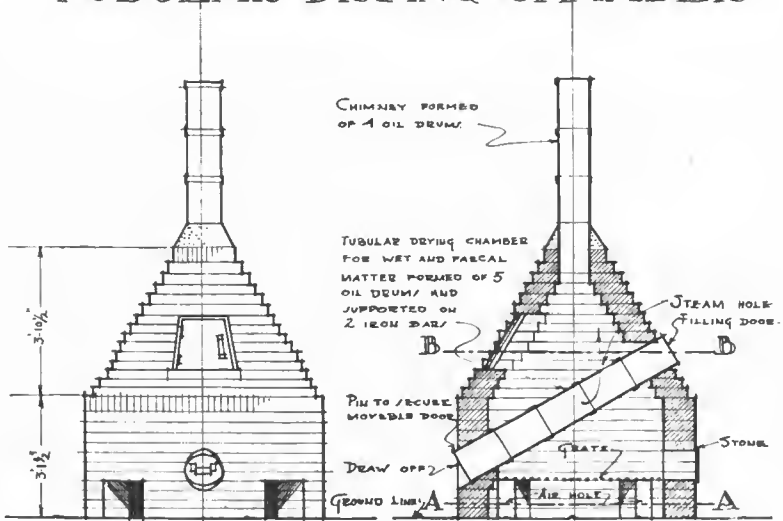 CHIMNEY FORMED
OF 4 OIL DRUMS.
TUBULAR DRYING CHAMBER
FOR WET AND FAECAL
MATTER FORMED OF 5
OIL DRUMS AND
SUPPORTED ON
2 IRON BARS
STEAM HOLE
FILLING DOOR.
B
B
3'·10½"
PIN TO SECURE
MOVABLE DOOR
STONE
DRAW OFF
GRATE
3'·1½"
AIR HOLE
GROUND LINE
A
A